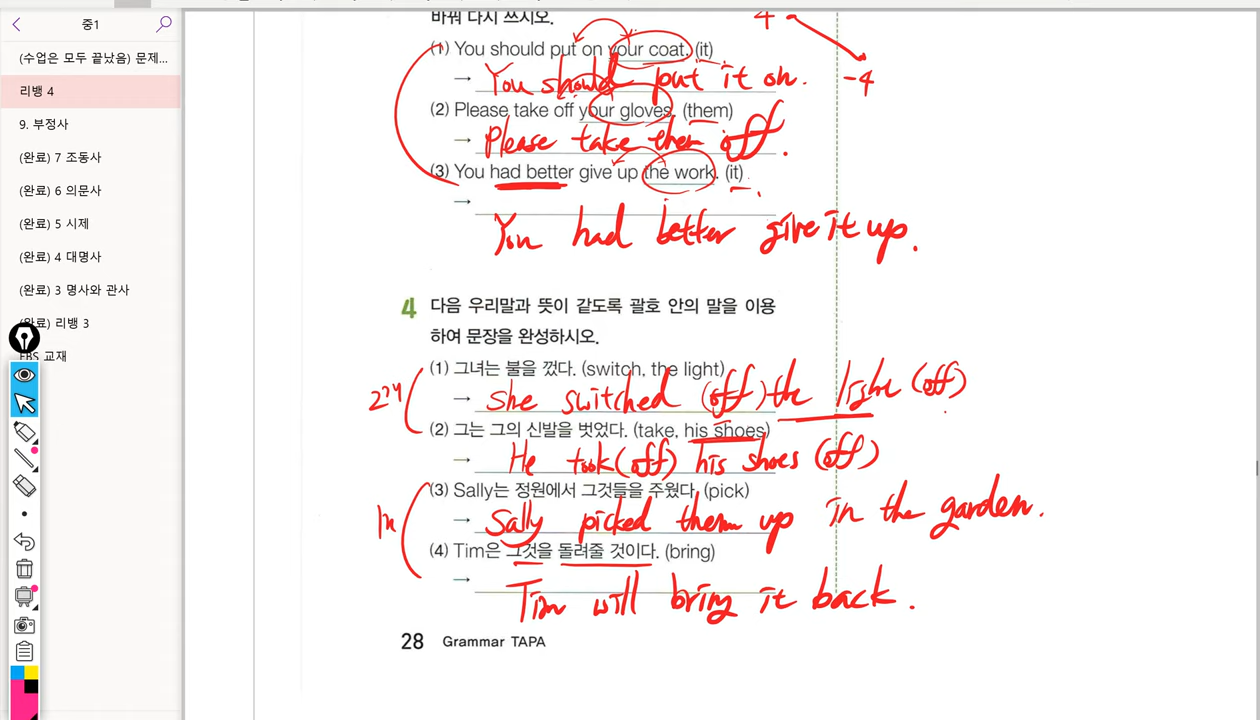 중1
(수업은 모두 끝났음) 문제...
리뱅 4
9. 부정사
(완료) 7 조동사
(완료) 6 의문사
(완료) 5 시제
(완료) 4 대명사
(완료) 3 명사와 관사
(완료) 리뱅 3
EBS 교재
바꿔 다시 쓰시오.
4
-4
(1) You should put on your coat. (it)
→ You should put it on.
(2) Please take off your gloves. (them)
→ Please take them off.
(3) You had better give up the work. (it)
→
You had better give it up.
4 다음 우리말과 뜻이 같도록 괄호 안의 말을 이용
하여 문장을 완성하시오.
(1) 그녀는 불을 껐다. (switch, the light)
→ She switched (off) the light (off)
(2) 그는 그의 신발을 벗었다. (take, his shoes)
→ He took (off) his shoes (off)
(3) Sally는 정원에서 그것들을 주웠다. (pick)
→ Sally picked them up in the garden.
(4) Tim은 그것을 돌려줄 것이다. (bring)
→ Tim will bring it back.
28 Grammar TAPA